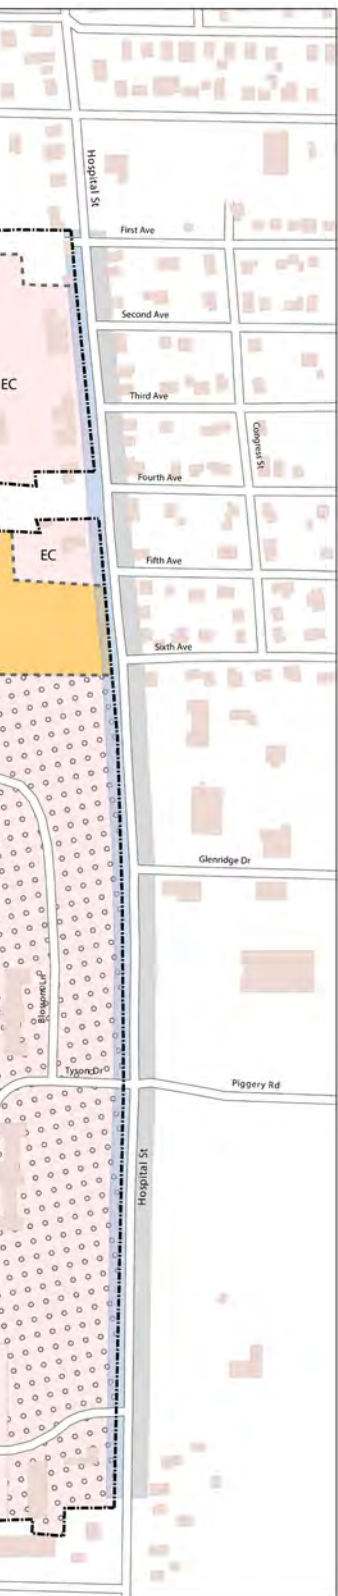 Hospital St
First Ave
Second Ave
EC
Third Ave
Congress St
Fourth Ave
EC
Fifth Ave
Sixth Ave
Glenridge Dr
Blossom Ln
Tyson Dr
Piggery Rd
Hospital St